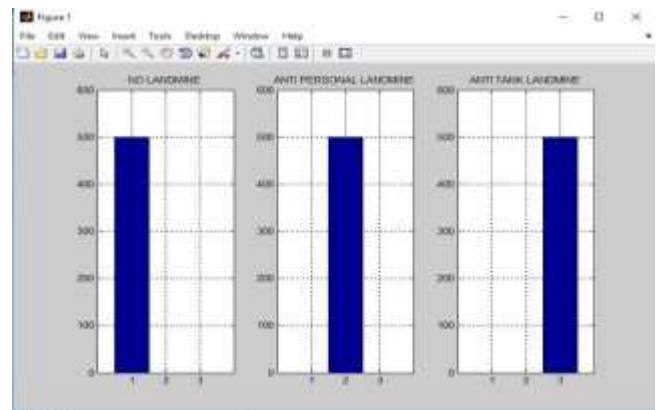 Figure 1
File Edit View Insert Tools Desktop Window Help
NO LANDMINE
600
500
400
300
200
100
0
1 2 3
ANTI PERSONAL LANDMINE
600
500
400
300
200
100
0
1 2 3
ANTI TANK LANDMINE
600
500
400
300
200
100
0
1 2 3